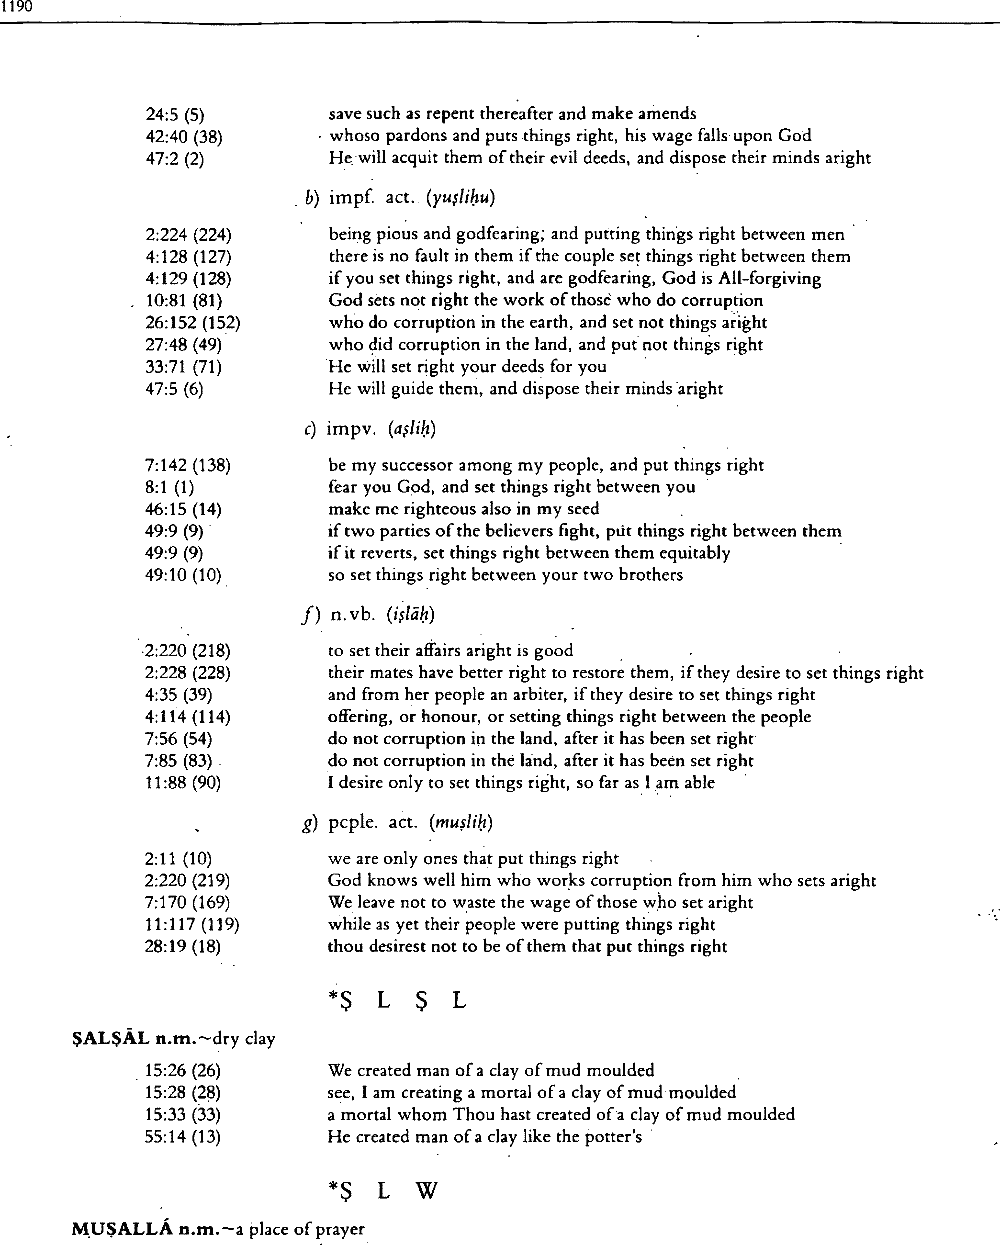 1190
24:5 (5) save such as repent thereafter and make amends
42:40 (38) whoso pardons and puts things right, his wage falls upon God
47:2 (2) He will acquit them of their evil deeds, and dispose their minds aright
b) impf. act. (yuṣliḥu)
2:224 (224) being pious and godfearing; and putting things right between men
4:128 (127) there is no fault in them if the couple set things right between them
4:129 (128) if you set things right, and are godfearing, God is All-forgiving
10:81 (81) God sets not right the work of those who do corruption
26:152 (152) who do corruption in the earth, and set not things aright
27:48 (49) who did corruption in the land, and put not things right
33:71 (71) He will set right your deeds for you
47:5 (6) He will guide them, and dispose their minds aright
c) impv. (aṣliḥ)
7:142 (138) be my successor among my people, and put things right
8:1 (1) fear you God, and set things right between you
46:15 (14) make me righteous also in my seed
49:9 (9) if two parties of the believers fight, put things right between them
49:9 (9) if it reverts, set things right between them equitably
49:10 (10) so set things right between your two brothers
f) n.vb. (iṣlāḥ)
2:220 (218) to set their affairs aright is good
2:228 (228) their mates have better right to restore them, if they desire to set things right
4:35 (39) and from her people an arbiter, if they desire to set things right
4:114 (114) offering, or honour, or setting things right between the people
7:56 (54) do not corruption in the land, after it has been set right
7:85 (83) do not corruption in the land, after it has been set right
11:88 (90) I desire only to set things right, so far as I am able
g) pcple. act. (muṣliḥ)
2:11 (10) we are only ones that put things right
2:220 (219) God knows well him who works corruption from him who sets aright
7:170 (169) We leave not to waste the wage of those who set aright
11:117 (119) while as yet their people were putting things right
28:19 (18) thou desirest not to be of them that put things right
*Ṣ L Ṣ L
ṢALṢĀL n.m.~dry clay
15:26 (26) We created man of a clay of mud moulded
15:28 (28) see, I am creating a mortal of a clay of mud moulded
15:33 (33) a mortal whom Thou hast created of a clay of mud moulded
55:14 (13) He created man of a clay like the potter's
*Ṣ L W
MUṢALLÁ n.m.~a place of prayer